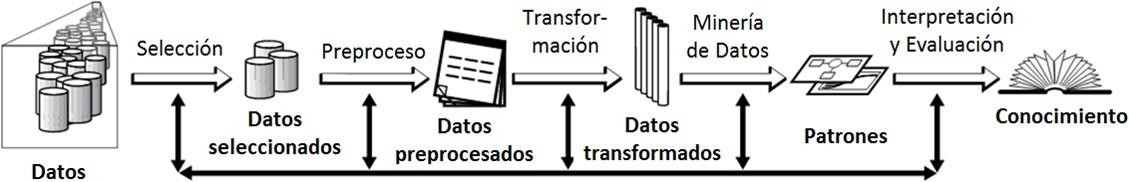 Selección
Preproceso
Transfor-
mación
Minería
de Datos
Interpretación
y Evaluación
Datos
Datos
seleccionados
Datos
preprocesados
Datos
transformados
Patrones
Conocimiento